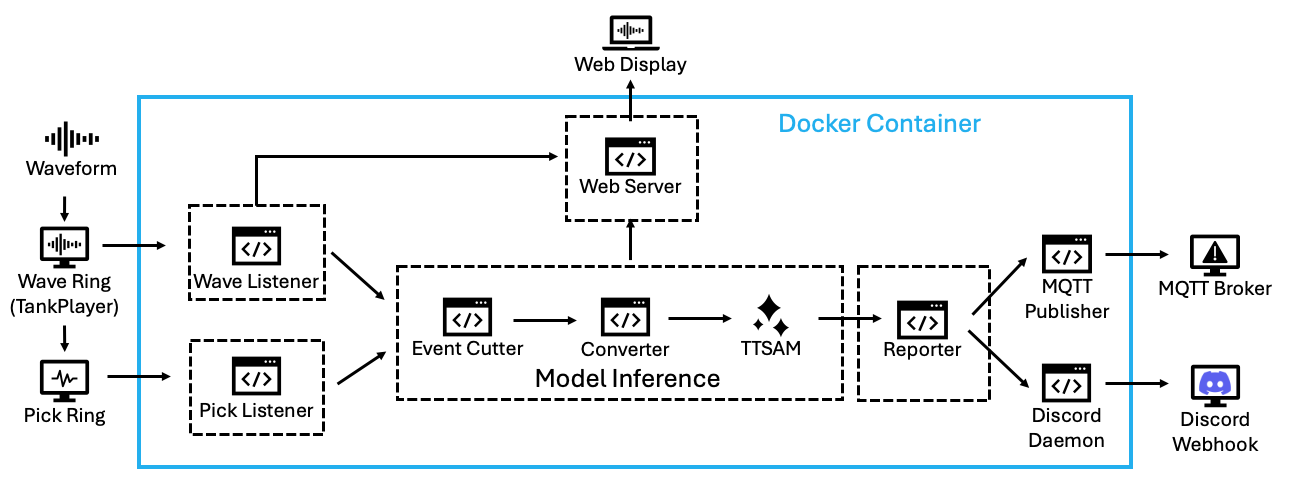 Web Display
Docker Container
Waveform
</>
Web Server
</>
Wave Listener
Wave Ring
(TankPlayer)
</>
Event Cutter
</>
Converter
TTSAM
Model Inference
</>
Reporter
</>
MQTT
Publisher
MQTT Broker
Pick Ring
</>
Pick Listener
</>
Discord
Daemon
Discord
Webhook